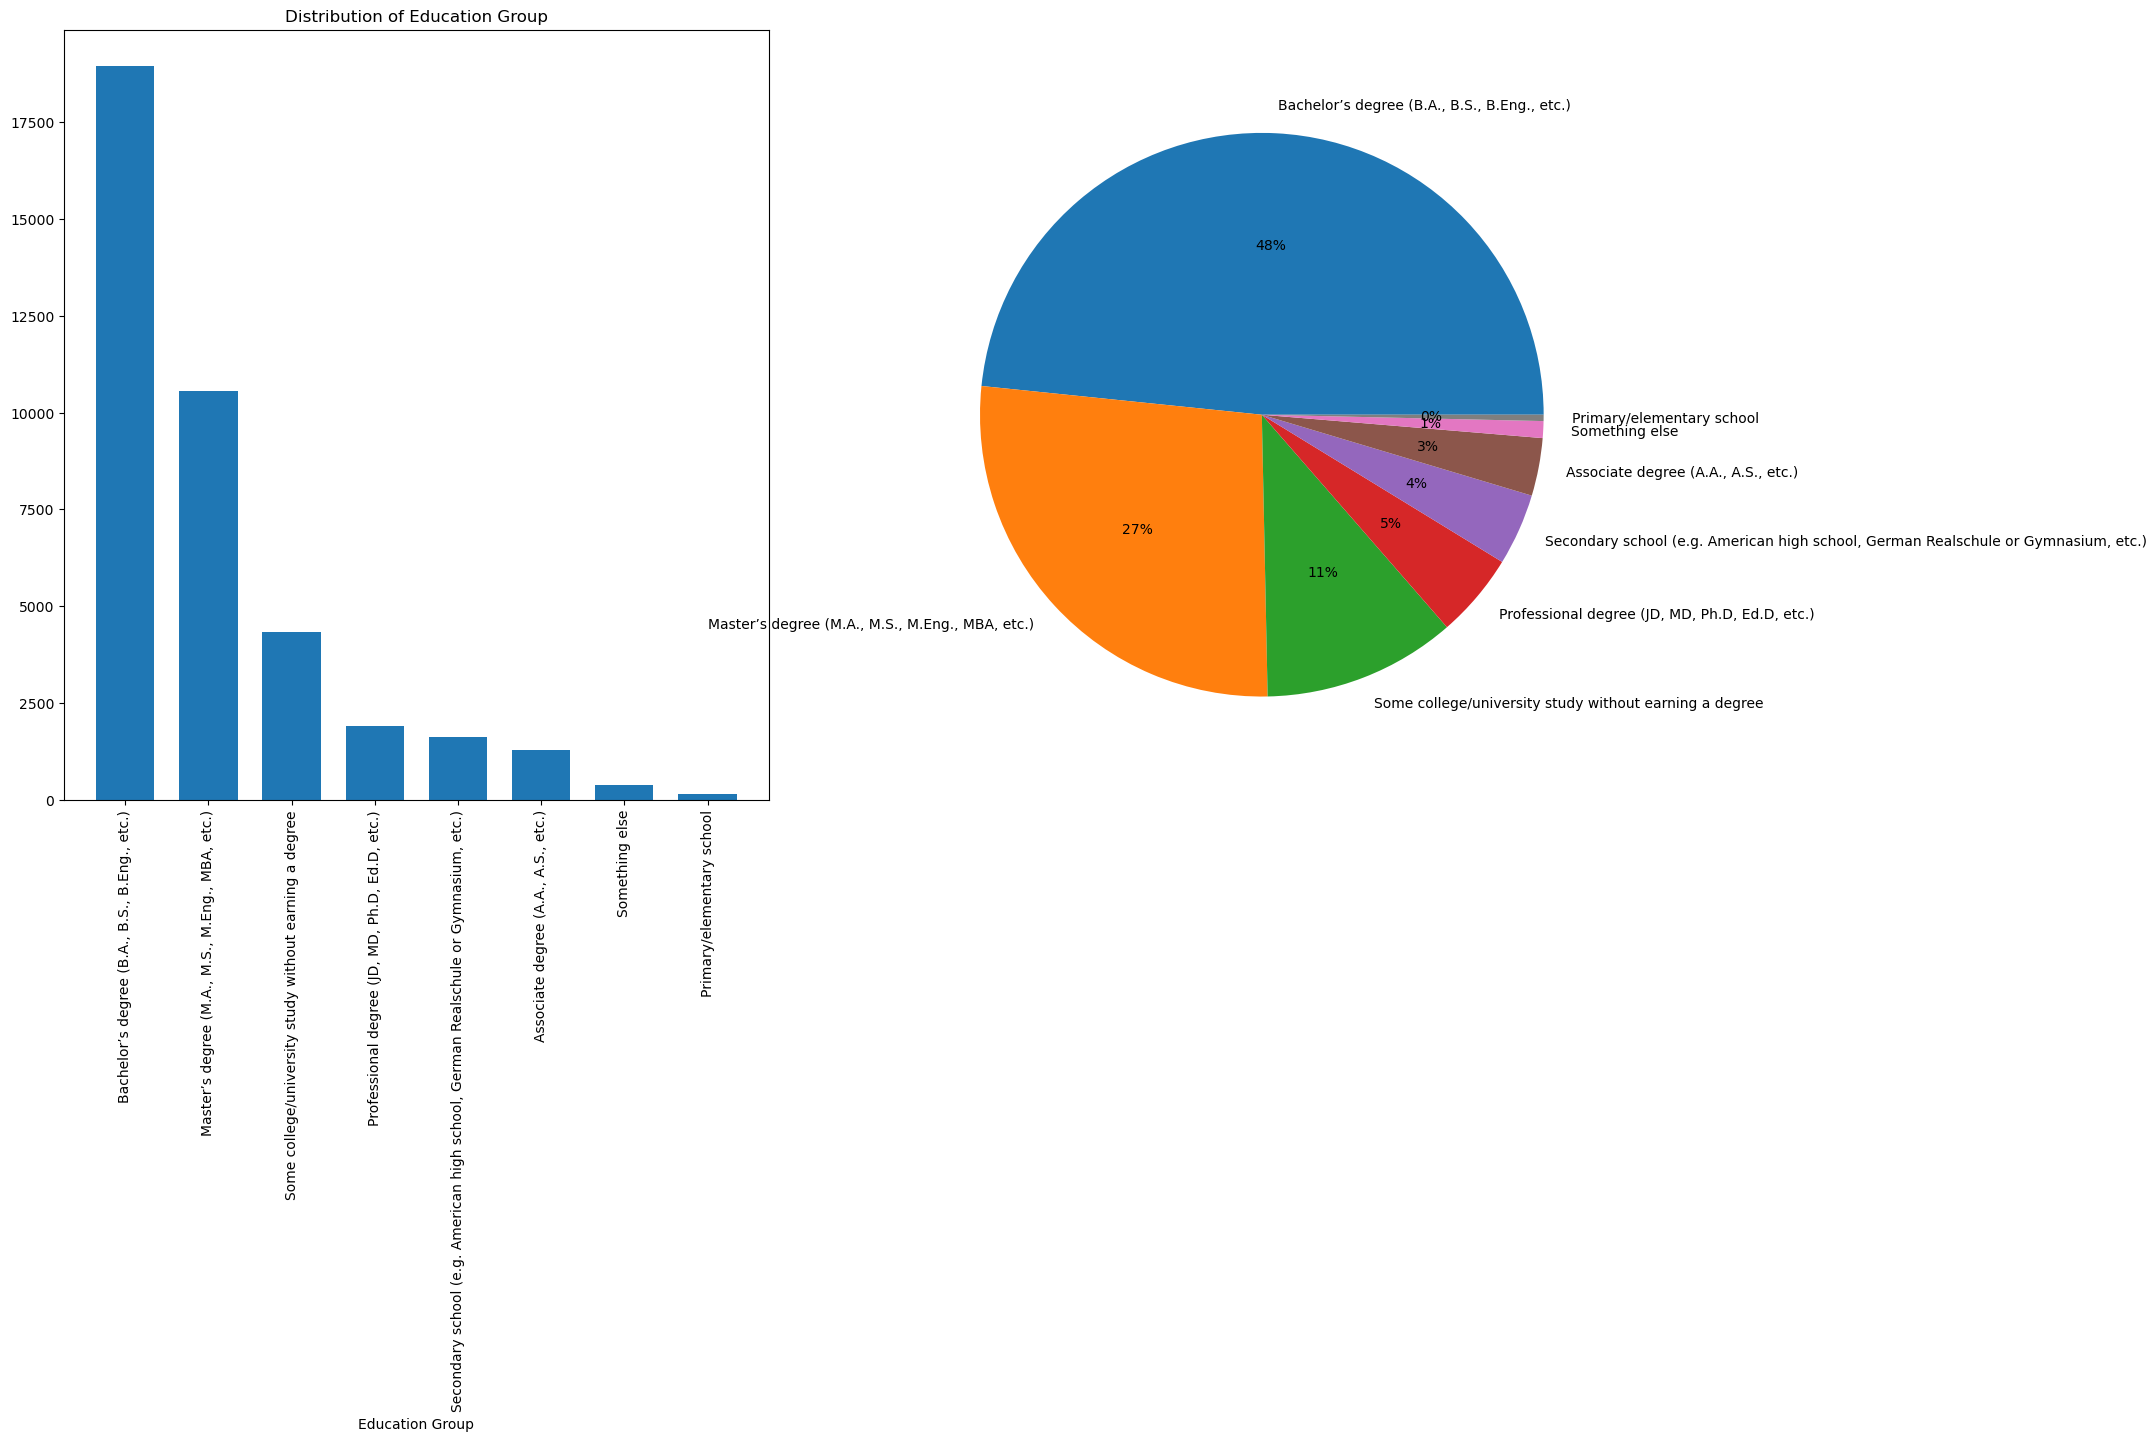 Distribution of Education Group
17500
15000
12500
10000
7500
5000
2500
0
Bachelor’s degree (B.A., B.S., B.Eng., etc.)
Master’s degree (M.A., M.S., M.Eng., MBA, etc.)
Some college/university study without earning a degree
Professional degree (JD, MD, Ph.D, Ed.D, etc.)
Secondary school (e.g. American high school, German Realschule or Gymnasium, etc.)
Associate degree (A.A., A.S., etc.)
Something else
Primary/elementary school
Education Group
Bachelor’s degree (B.A., B.S., B.Eng., etc.)
48%
Master’s degree (M.A., M.S., M.Eng., MBA, etc.)
27%
Some college/university study without earning a degree
11%
Professional degree (JD, MD, Ph.D, Ed.D, etc.)
5%
Secondary school (e.g. American high school, German Realschule or Gymnasium, etc.)
4%
Associate degree (A.A., A.S., etc.)
3%
Something else
1%
Primary/elementary school
0%